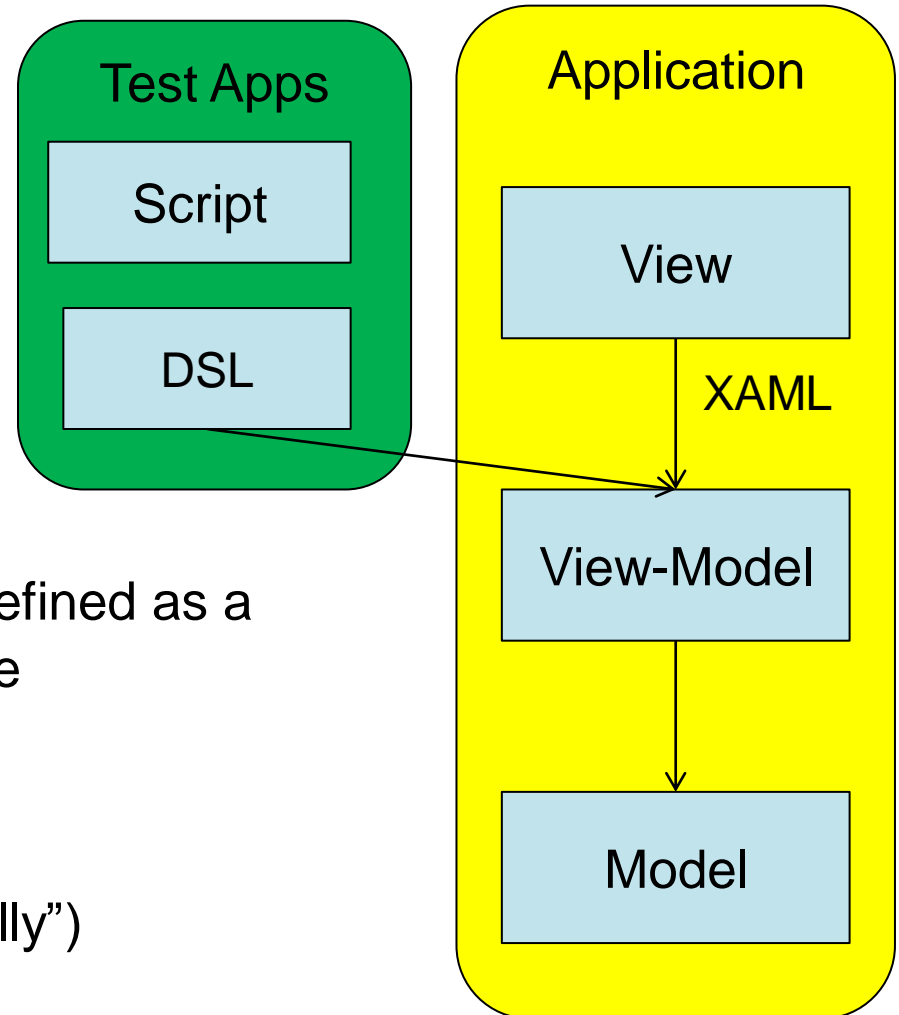 Test Apps
Script
DSL
Application
View
XAML
View-Model
Model
efined as a
e
lly”)